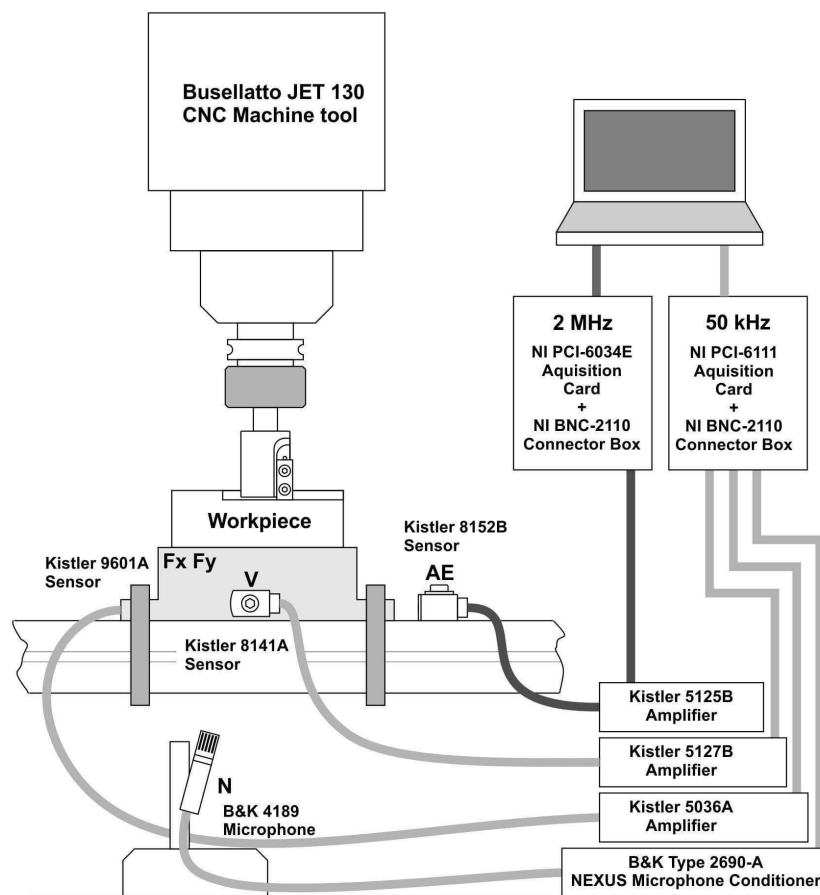 Busellatto JET 130
CNC Machine tool
2 MHz
NI PCI-6034E
Aquisition
Card
+
NI BNC-2110
Connector Box
50 kHz
NI PCI-6111
Aquisition
Card
+
NI BNC-2110
Connector Box
Workpiece
Kistler 8152B
Sensor
AE
Kistler 9601A
Sensor
Fx Fy
V
Kistler 8141A
Sensor
Kistler 5125B
Amplifier
Kistler 5127B
Amplifier
N
B&K 4189
Microphone
Kistler 5036A
Amplifier
B&K Type 2690-A
NEXUS Microphone Conditioner